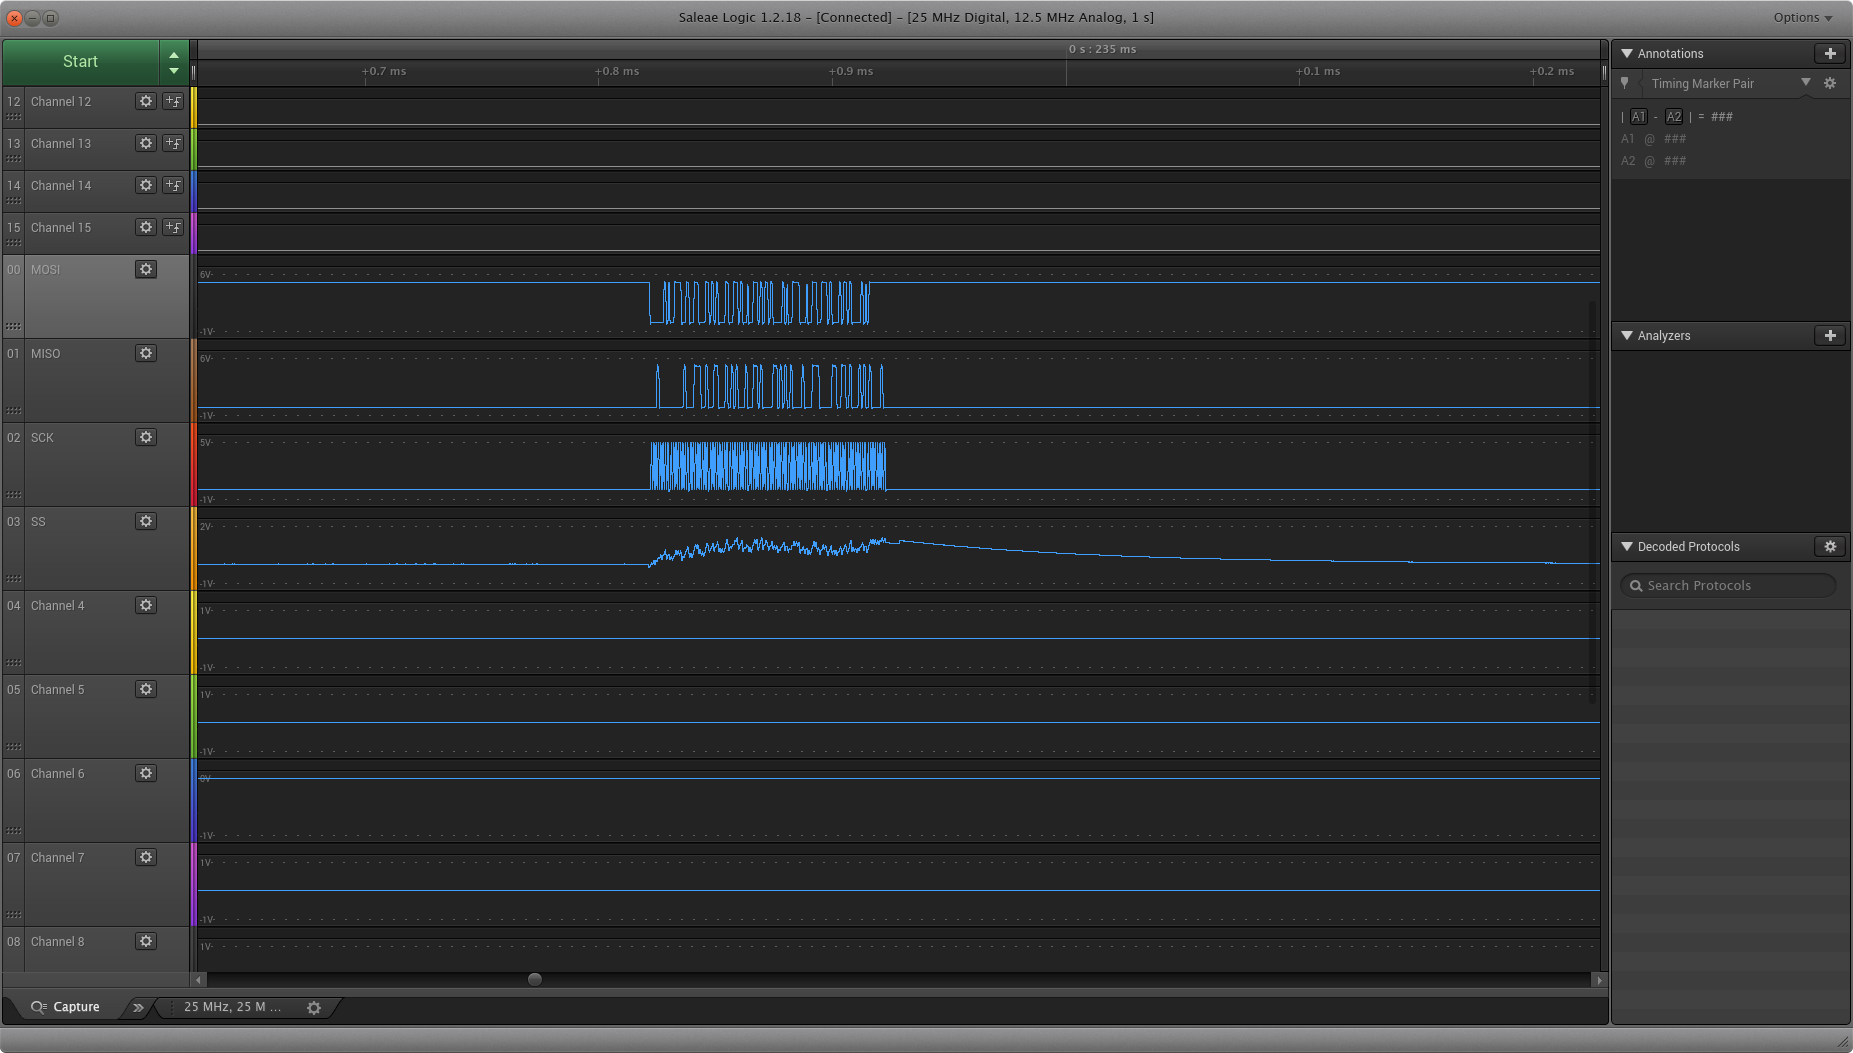 Saleae Logic 1.2.18 - [Connected] - [25 MHz Digital, 12.5 MHz Analog, 1 s]
Options
Start
0 s : 235 ms
+0.7 ms
+0.8 ms
+0.9 ms
+0.1 ms
+0.2 ms
12 Channel 12
13 Channel 13
14 Channel 14
15 Channel 15
00 MOSI
6V
-1V
01 MISO
6V
-1V
02 SCK
5V
-1V
03 SS
2V
-1V
04 Channel 4
1V
-1V
05 Channel 5
1V
-1V
06 Channel 6
0V
-1V
07 Channel 7
1V
-1V
08 Channel 8
1V
Capture
25 MHz, 25 M ...
Annotations
Timing Marker Pair
| A1 - A2 | = ###
A1 @ ###
A2 @ ###
Analyzers
Decoded Protocols
Search Protocols